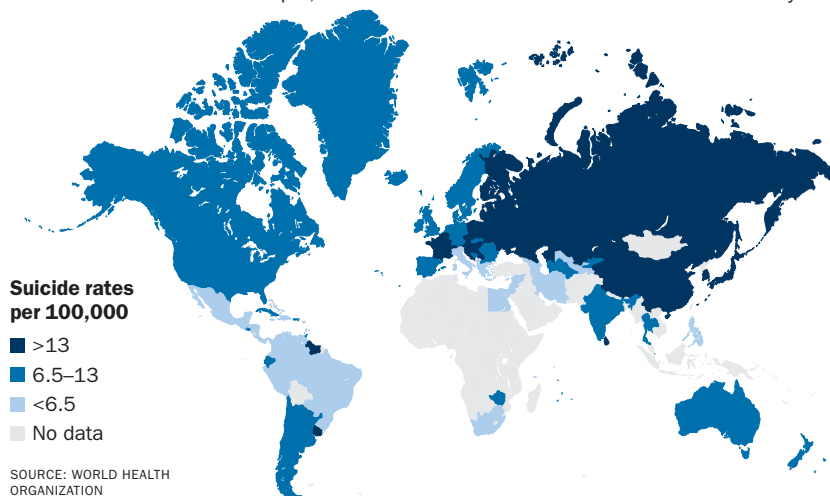 Suicide rates
per 100,000
>13
6.5–13
<6.5
No data
SOURCE: WORLD HEALTH
ORGANIZATION